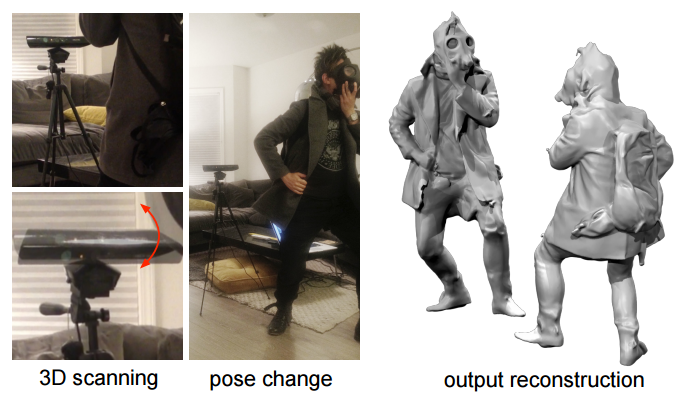 3D scanning
pose change
output reconstruction